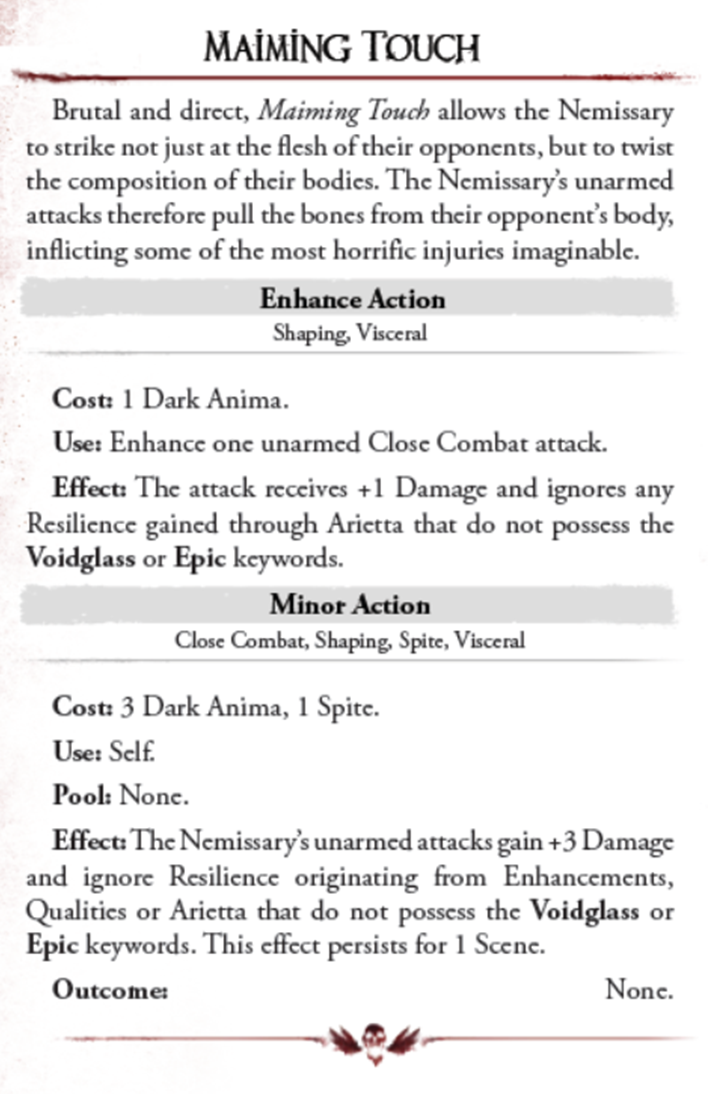 Maiming Touch
Brutal and direct, Maiming Touch allows the Nemissary
to strike not just at the flesh of their opponents, but to twist
the composition of their bodies. The Nemissary's unarmed
attacks therefore pull the bones from their opponent's body,
inflicting some of the most horrific injuries imaginable.
Enhance Action
Shaping, Visceral
Cost: 1 Dark Anima.
Use: Enhance one unarmed Close Combat attack.
Effect: The attack receives +1 Damage and ignores any
Resilience gained through Arietta that do not possess the
Voidglass or Epic keywords.
Minor Action
Close Combat, Shaping, Spite, Visceral
Cost: 3 Dark Anima, 1 Spite.
Use: Self.
Pool: None.
Effect: The Nemissary's unarmed attacks gain +3 Damage
and ignore Resilience originating from Enhancements,
Qualities or Arietta that do not possess the Voidglass or
Epic keywords. This effect persists for 1 Scene.
Outcome: None.